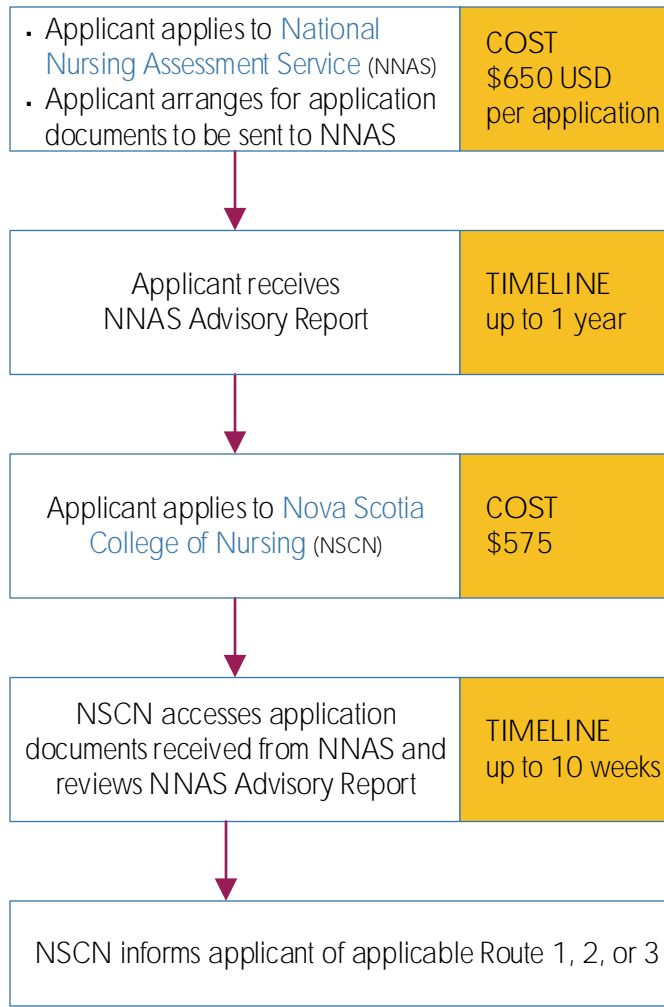 ▪ Applicant applies to National
Nursing Assessment Service (NNAS)
▪ Applicant arranges for application
documents to be sent to NNAS
COST
$650 USD
per application
Applicant receives
NNAS Advisory Report
TIMELINE
up to 1 year
Applicant applies to Nova Scotia
College of Nursing (NSCN)
COST
$575
NSCN accesses application
documents received from NNAS and
reviews NNAS Advisory Report
TIMELINE
up to 10 weeks
NSCN informs applicant of applicable Route 1, 2, or 3